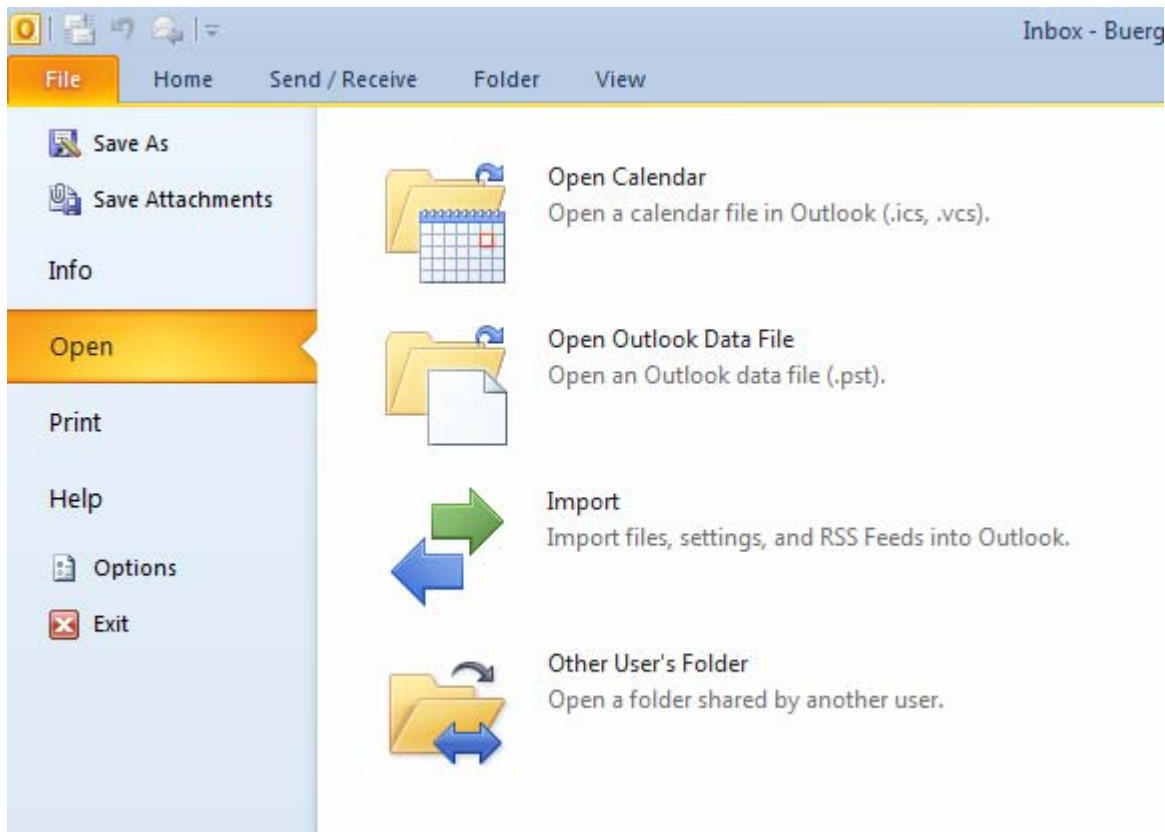 Inbox - Buerg
File Home Send / Receive Folder View
Save As
Save Attachments
Info
Open
Print
Help
Options
Exit
Open Calendar
Open a calendar file in Outlook (.ics, .vcs).
Open Outlook Data File
Open an Outlook data file (.pst).
Import
Import files, settings, and RSS Feeds into Outlook.
Other User's Folder
Open a folder shared by another user.